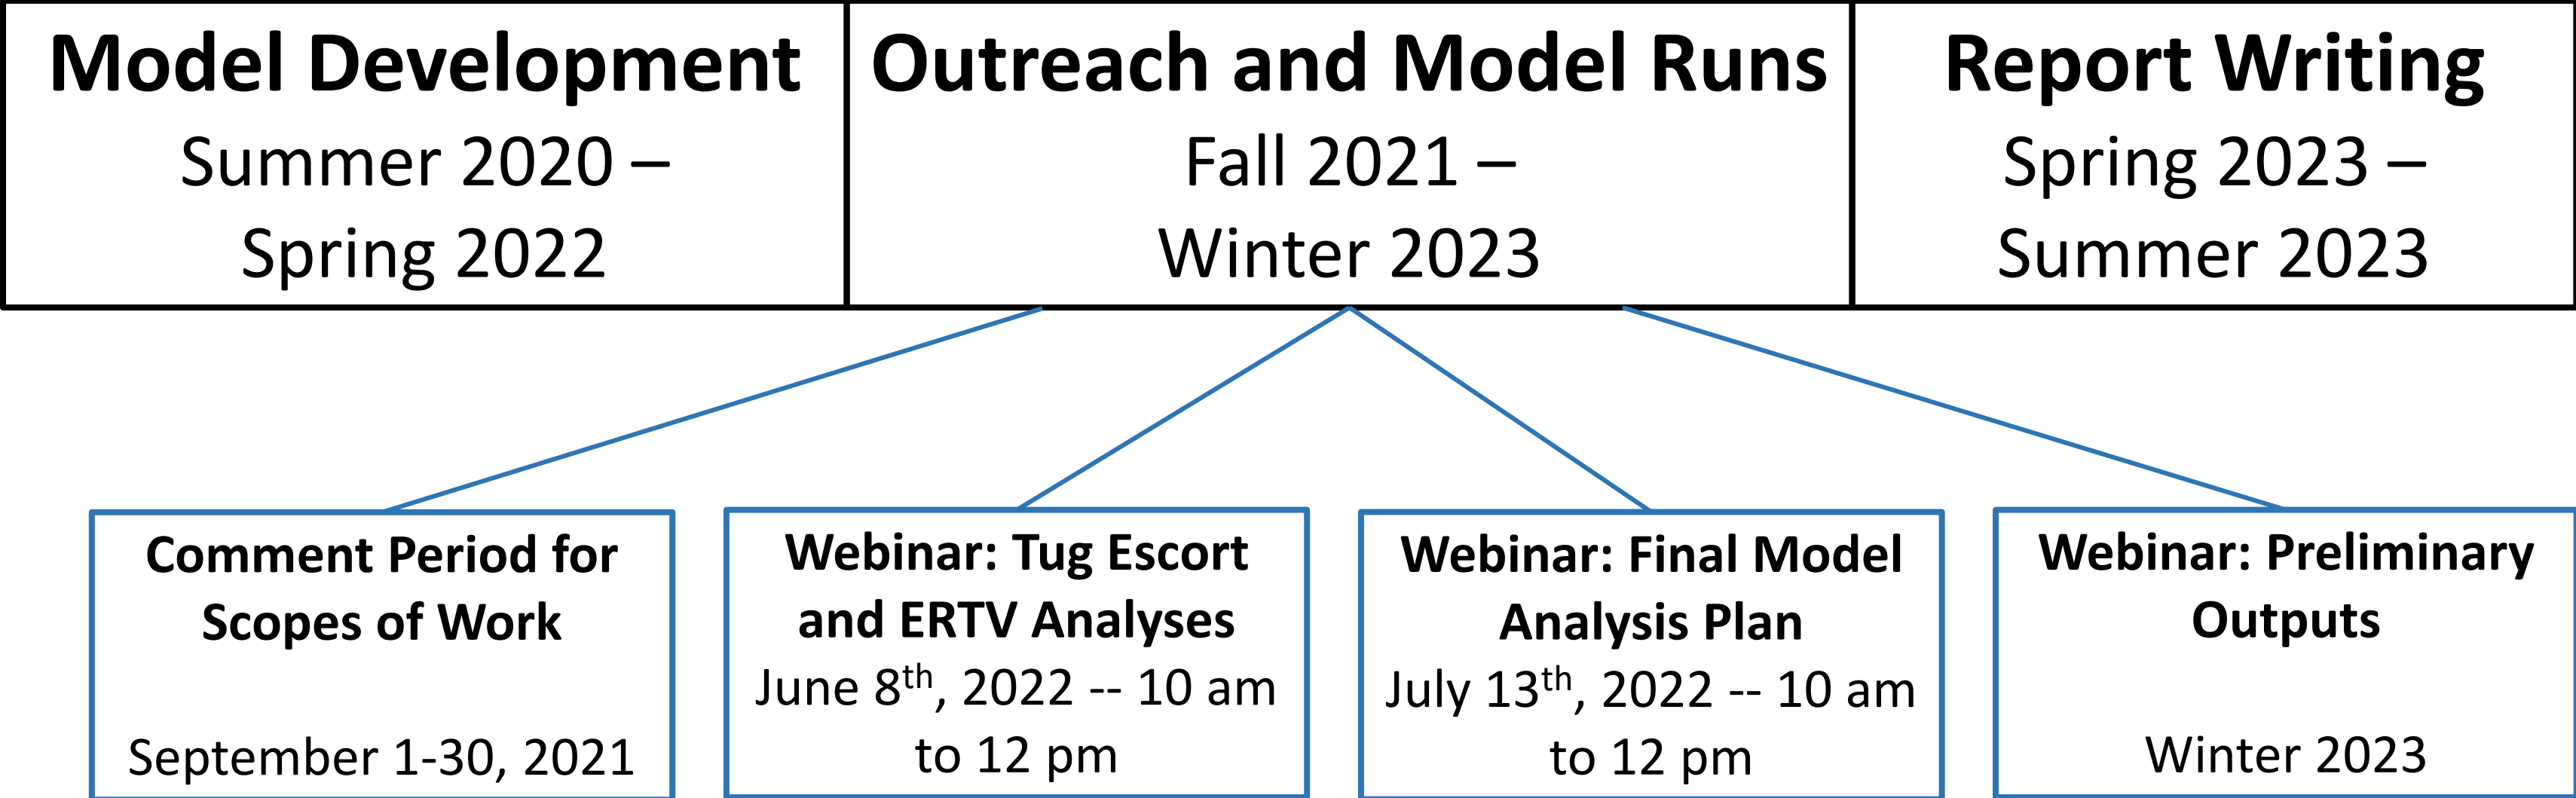 Model Development
Summer 2020 –
Spring 2022
Outreach and Model Runs
Fall 2021 –
Winter 2023
Report Writing
Spring 2023 –
Summer 2023
Comment Period for
Scopes of Work
September 1-30, 2021
Webinar: Tug Escort
and ERTV Analyses
June 8th, 2022 -- 10 am
to 12 pm
Webinar: Final Model
Analysis Plan
July 13th, 2022 -- 10 am
to 12 pm
Webinar: Preliminary
Outputs
Winter 2023